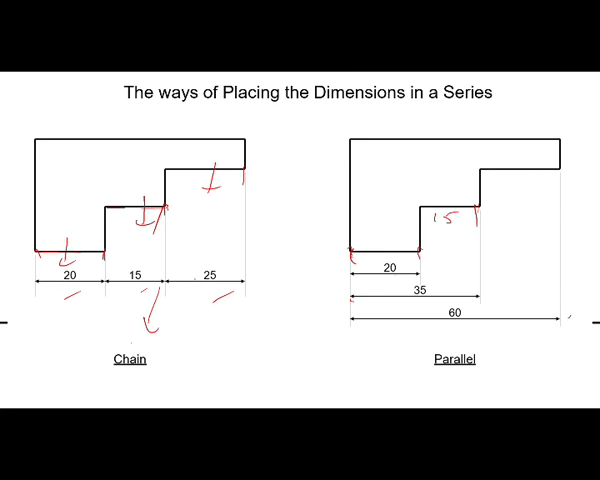 The ways of Placing the Dimensions in a Series
15
20 15 25
20
35
60
Chain Parallel